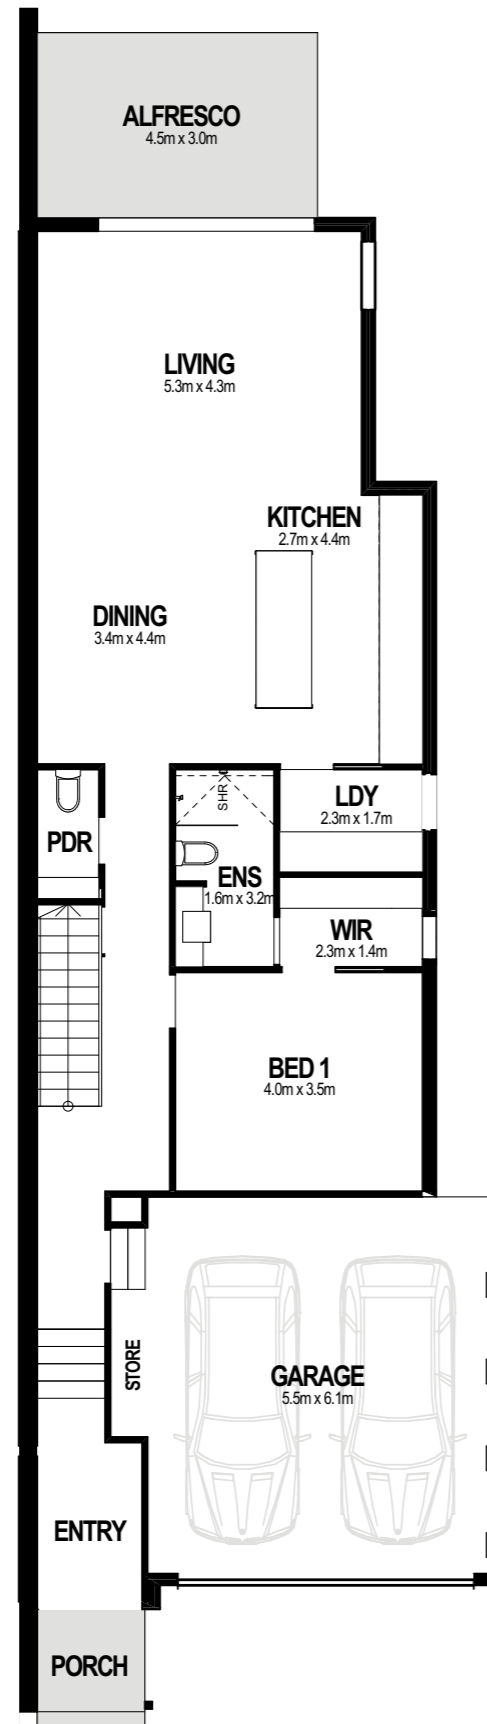 ALFRESCO
4.5m x 3.0m
LIVING
5.3m x 4.3m
KITCHEN
2.7m x 4.4m
DINING
3.4m x 4.4m
SHR
LDY
2.3m x 1.7m
PDR
ENS
1.6m x 3.2m
WIR
2.3m x 1.4m
BED 1
4.0m x 3.5m
STORE
GARAGE
5.5m x 6.1m
ENTRY
PORCH